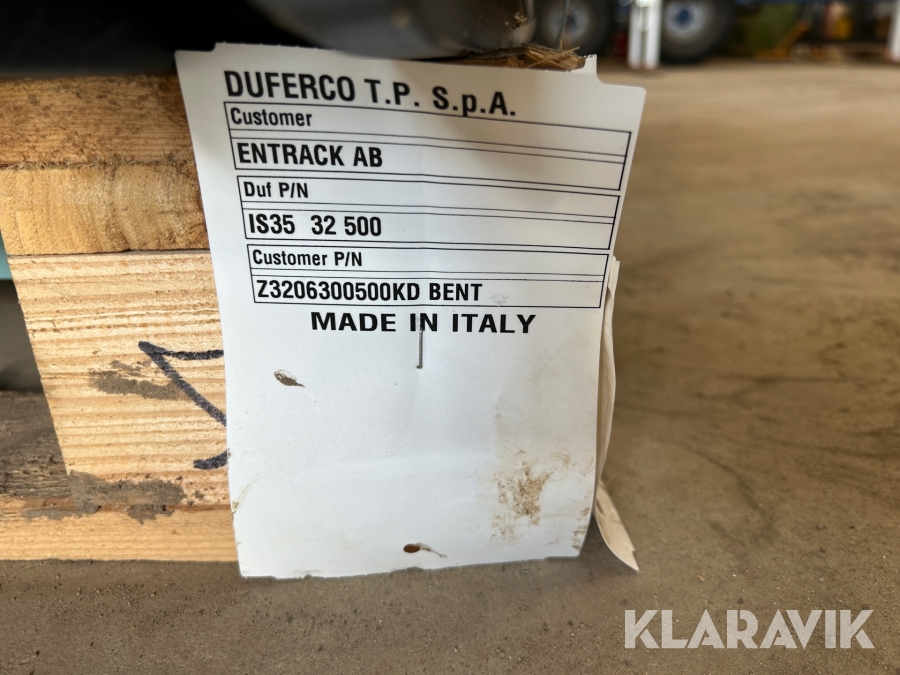 DUFERCO T.P. S.p.A.
Customer
ENTRACK AB
Duf P/N
IS35 32 500
Customer P/N
Z3206300500KD BENT
MADE IN ITALY
KLARAVIK